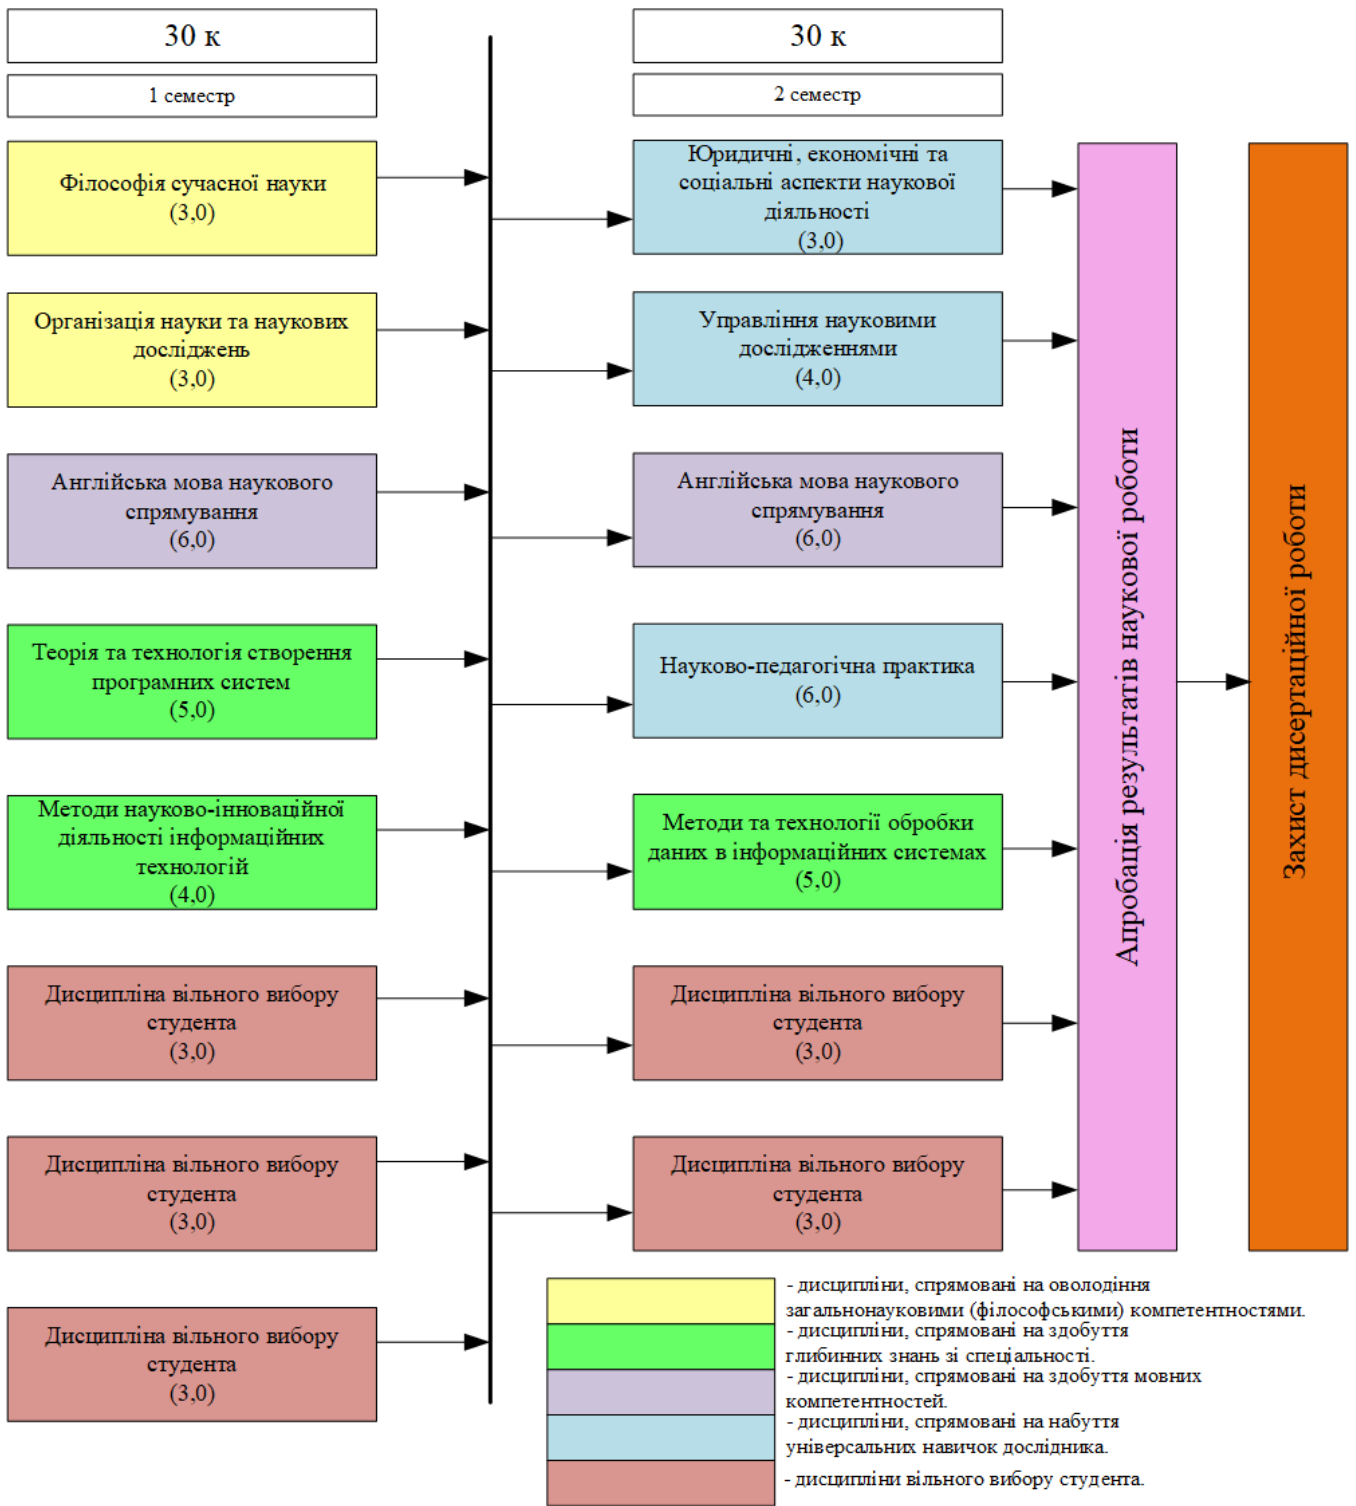 30 к
1 семестр
Філософія сучасної науки
(3,0)
Організація науки та наукових
досліджень
(3,0)
Англійська мова наукового
спрямування
(6,0)
Теорія та технологія створення
програмних систем
(5,0)
Методи науково-інноваційної
діяльності інформаційних
технологій
(4,0)
Дисципліна вільного вибору
студента
(3,0)
Дисципліна вільного вибору
студента
(3,0)
Дисципліна вільного вибору
студента
(3,0)
30 к
2 семестр
Юридичні, економічні та
соціальні аспекти наукової
діяльності
(3,0)
Управління науковими
дослідженнями
(4,0)
Англійська мова наукового
спрямування
(6,0)
Науково-педагогічна практика
(6,0)
Методи та технології обробки
даних в інформаційних системах
(5,0)
Дисципліна вільного вибору
студента
(3,0)
Дисципліна вільного вибору
студента
(3,0)
Апробація результатів наукової роботи
Захист дисертаційної роботи
- дисципліни, спрямовані на оволодіння
загальнонауковими (філософськими) компетентностями.
- дисципліни, спрямовані на здобуття
глибинних знань зі спеціальності.
- дисципліни, спрямовані на здобуття мовних
компетентностей.
- дисципліни, спрямовані на набуття
універсальних навичок дослідника.
- дисципліни вільного вибору студента.